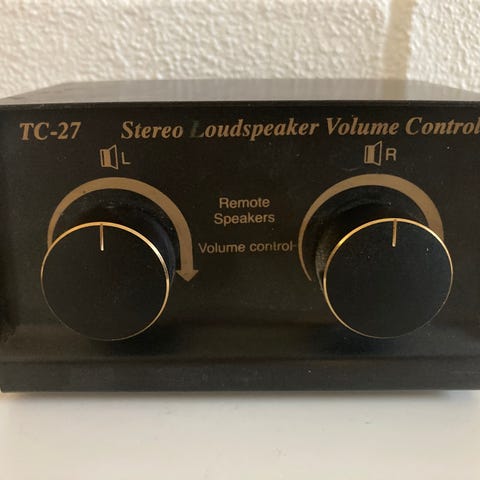 TC-27 Stereo Loudspeaker Volume Control
L R
Remote
Speakers
Volume control